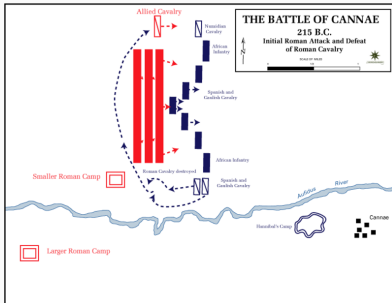 Allied Cavalry
THE BATTLE OF CANNAE
215 B.C.
Initial Roman Attack and Defeat
of Roman Cavalry
N
Numidian
Cavalry
African
Infantry
Spanish and
Gaulish Cavalry
African Infantry
Roman Cavalry destroyed
Spanish and
Gaulish Cavalry
Smaller Roman Camp
Aufidus River
Hannibal's Camp
Cannae
Larger Roman Camp